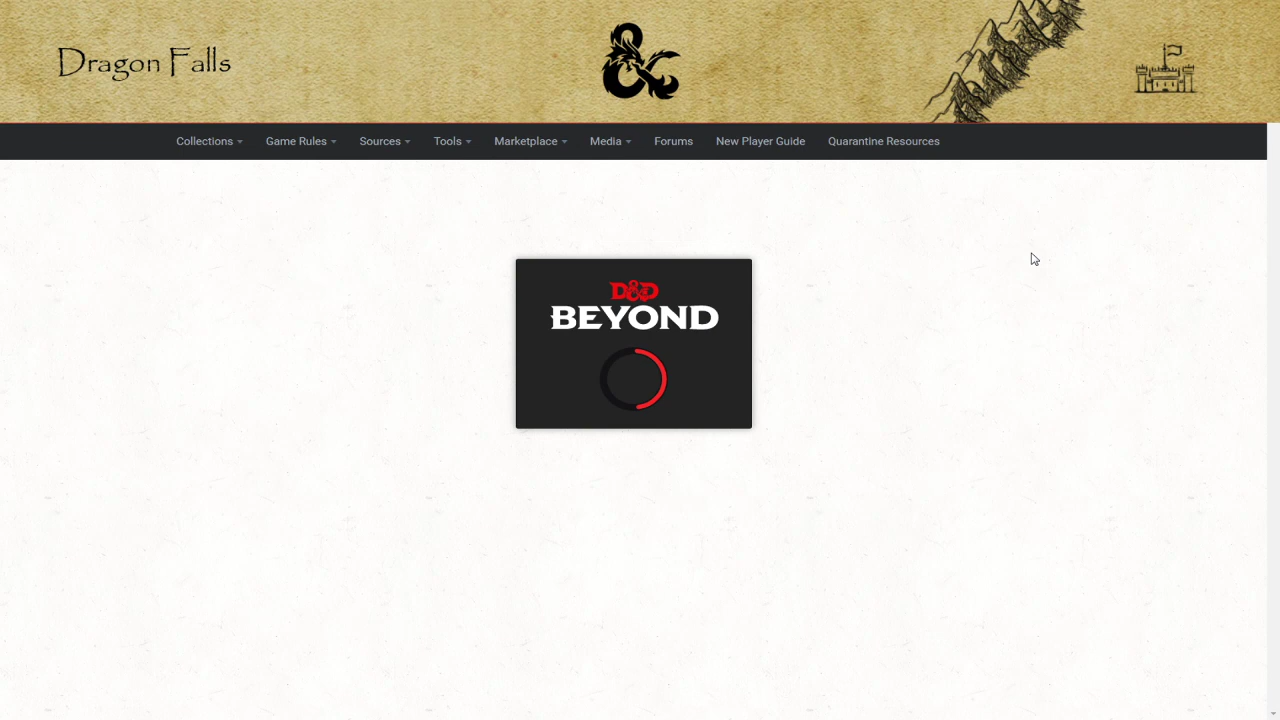 Dragon Falls
&
Collections Game Rules Sources Tools Marketplace Media Forums New Player Guide Quarantine Resources
D&D
BEYOND